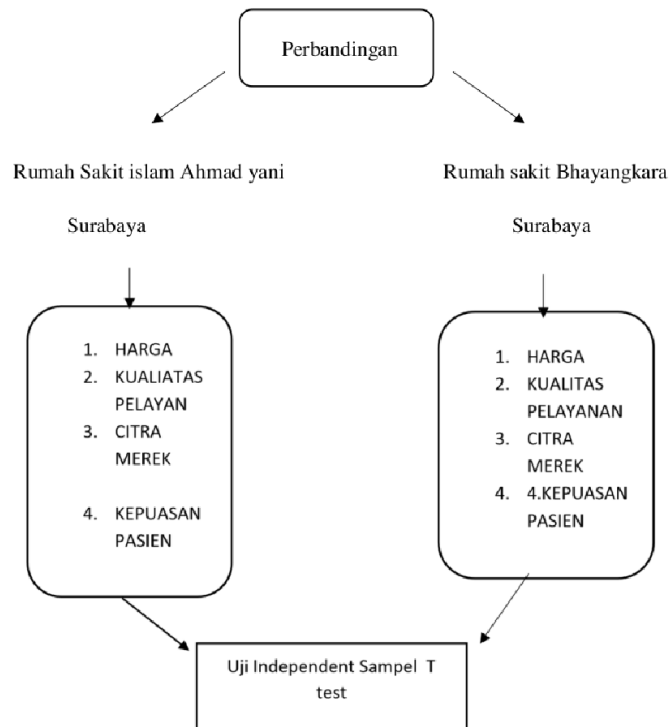 Perbandingan
Rumah Sakit islam Ahmad yani
Surabaya
Rumah sakit Bhayangkara
Surabaya
1. HARGA
2. KUALIATAS
PELAYAN
3. CITRA
MEREK
4. KEPUASAN
PASIEN
1. HARGA
2. KUALITAS
PELAYANAN
3. CITRA
MEREK
4. 4.KEPUASAN
PASIEN
Uji Independent Sampel T
test